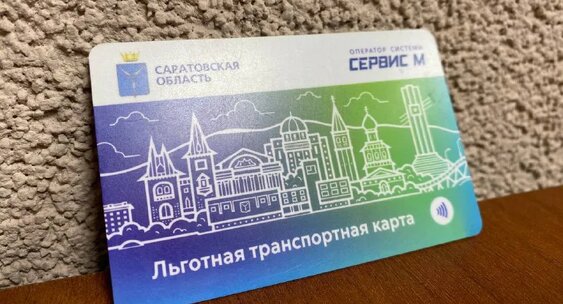 САРАТОВСКАЯ
ОБЛАСТЬ
ОПЕРАТОР СИСТЕМЫ
СЕРВИС М
Льготная транспортная карта